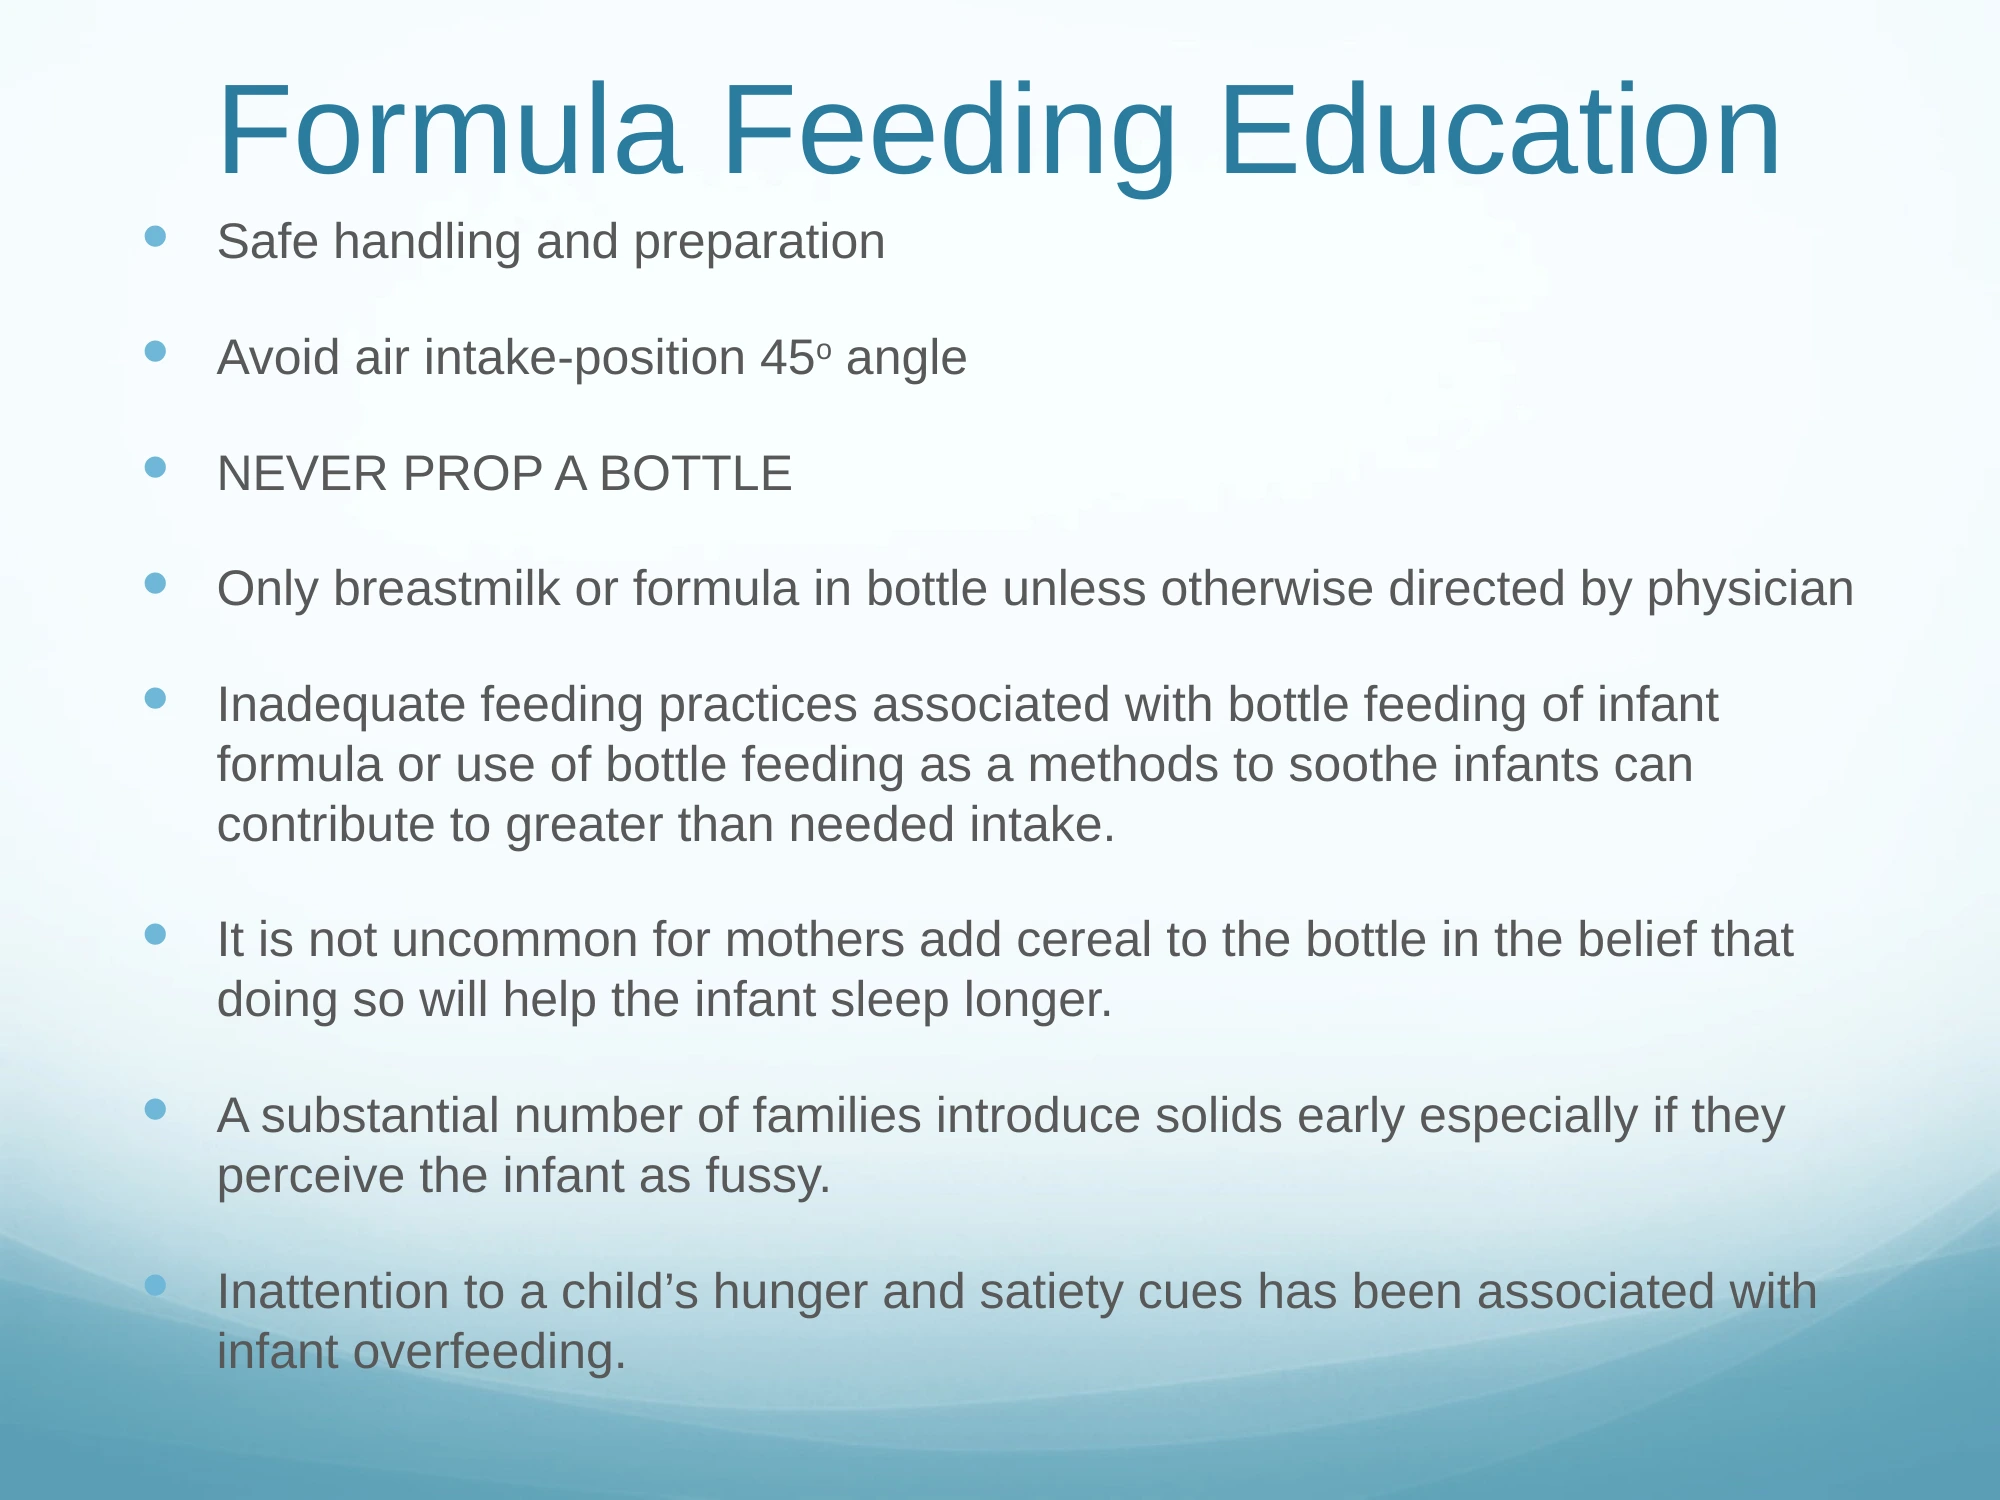 Formula Feeding Education
• Safe handling and preparation
• Avoid air intake-position 45º angle
• NEVER PROP A BOTTLE
• Only breastmilk or formula in bottle unless otherwise directed by physician
• Inadequate feeding practices associated with bottle feeding of infant
formula or use of bottle feeding as a methods to soothe infants can
contribute to greater than needed intake.
• It is not uncommon for mothers add cereal to the bottle in the belief that
doing so will help the infant sleep longer.
• A substantial number of families introduce solids early especially if they
perceive the infant as fussy.
• Inattention to a child’s hunger and satiety cues has been associated with
infant overfeeding.